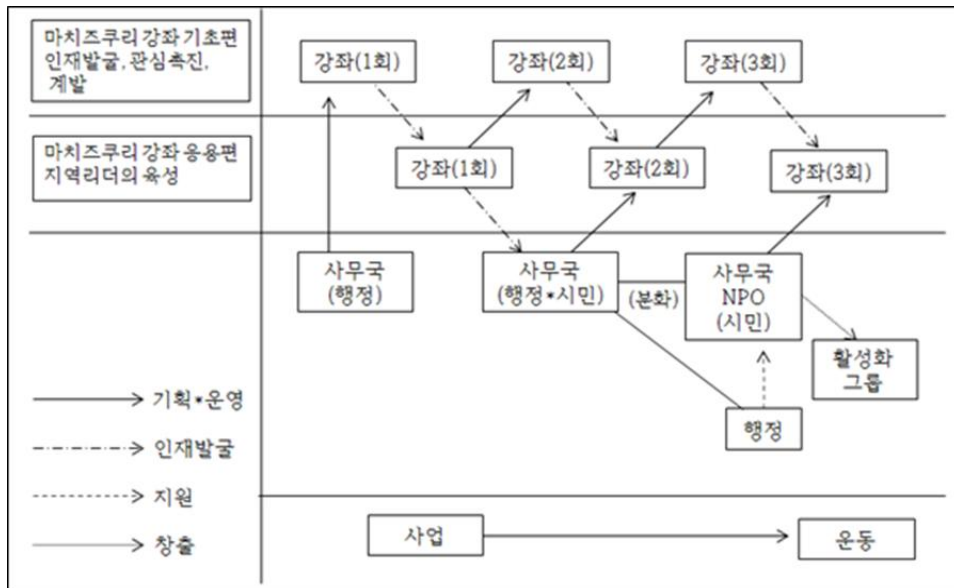 마치즈쿠리 강좌 기초편
인재발굴, 관심촉진,
계발
강좌(1회)
강좌(2회)
강좌(3회)
마치즈쿠리 강좌 응용편
지역리더의 육성
강좌(1회)
강좌(2회)
강좌(3회)
사무국
(행정)
사무국
(행정*시민)
(분화)
사무국
NPO
(시민)
활성화
그룹
행정
기획*운영
인재발굴
지원
창출
사업
운동